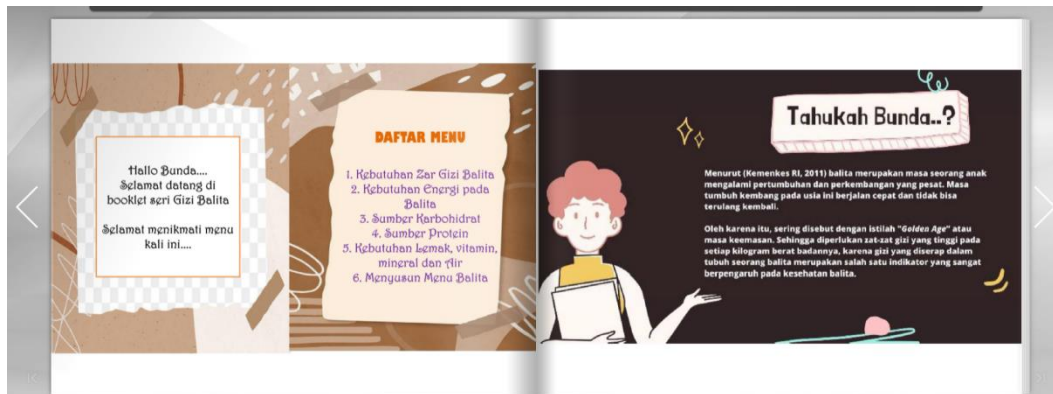 Hallo Bunda....
Selamat datang di
booklet seri Gizi Balita
Selamat menikmati menu
kali ini....
DAFTAR MENU
1. Kebutuhan Zar Gizi Balita
2. Kebutuhan Energi pada
Balita
3. Sumber Karbohidrat
4. Sumber Protein
5. Kebutuhan Lemak, vitamin,
mineral dan Air
6. Menyusun Menu Balita
Tahukah Bunda..?
Menurut (Kemenkes RI, 2011) balita merupakan masa seorang anak
mengalami pertumbuhan dan perkembangan yang pesat. Masa
tumbuh kembang pada usia ini berjalan cepat dan tidak bisa
terulang kembali.
Oleh karena itu, sering disebut dengan istilah "Golden Age" atau
masa keemasan. Sehingga diperlukan zat-zat gizi yang tinggi pada
setiap kilogram berat badannya, karena gizi yang diserap dalam
tubuh seorang balita merupakan salah satu indikator yang sangat
berpengaruh pada kesehatan balita.